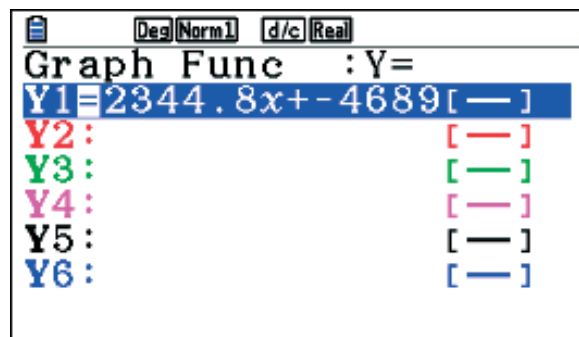 Deg Norm1 d/c Real
Graph Func :Y=
Y1=2344.8x+-4689[—]
Y2: [—]
Y3: [—]
Y4: [—]
Y5: [—]
Y6: [—]